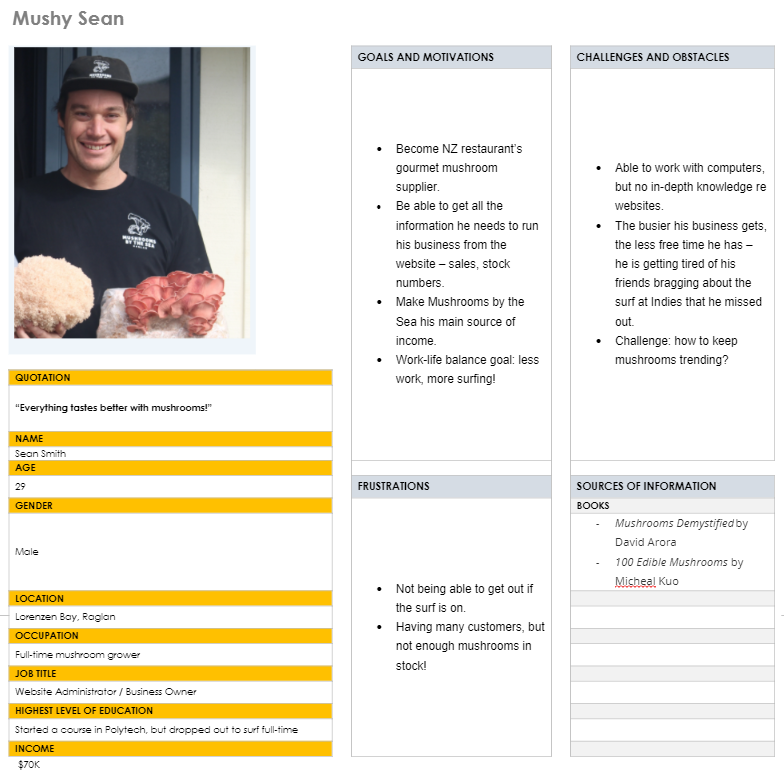 Mushy Sean
MUSHROOMS
BY THE SEA
QUOTATION
“Everything tastes better with mushrooms!”
NAME
Sean Smith
AGE
29
GENDER
Male
LOCATION
Lorenzen Bay, Raglan
OCCUPATION
Full-time mushroom grower
JOB TITLE
Website Administrator / Business Owner
HIGHEST LEVEL OF EDUCATION
Started a course in Polytech, but dropped out to surf full-time
INCOME
$70K
GOALS AND MOTIVATIONS
• Become NZ restaurant’s
gourmet mushroom
supplier.
• Be able to get all the
information he needs to run
his business from the
website – sales, stock
numbers.
• Make Mushrooms by the
Sea his main source of
income.
• Work-life balance goal: less
work, more surfing!
FRUSTRATIONS
• Not being able to get out if
the surf is on.
• Having many customers, but
not enough mushrooms in
stock!
CHALLENGES AND OBSTACLES
• Able to work with computers,
but no in-depth knowledge re
websites.
• The busier his business gets,
the less free time he has –
he is getting tired of his
friends bragging about the
surf at Indies that he missed
out.
• Challenge: how to keep
mushrooms trending?
SOURCES OF INFORMATION
BOOKS
- Mushrooms Demystified by
David Arora
- 100 Edible Mushrooms by
Micheal Kuo